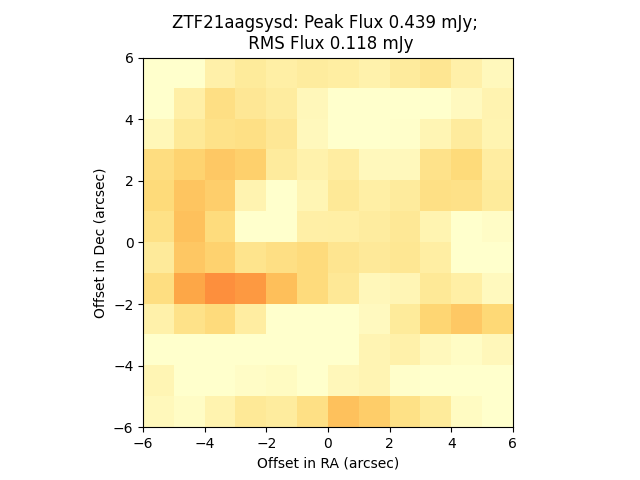 ZTF21aagsysd: Peak Flux 0.439 mJy;
RMS Flux 0.118 mJy
6
4
2
0
−2
−4
−6
Offset in Dec (arcsec)
−6 −4 −2 0 2 4 6
Offset in RA (arcsec)